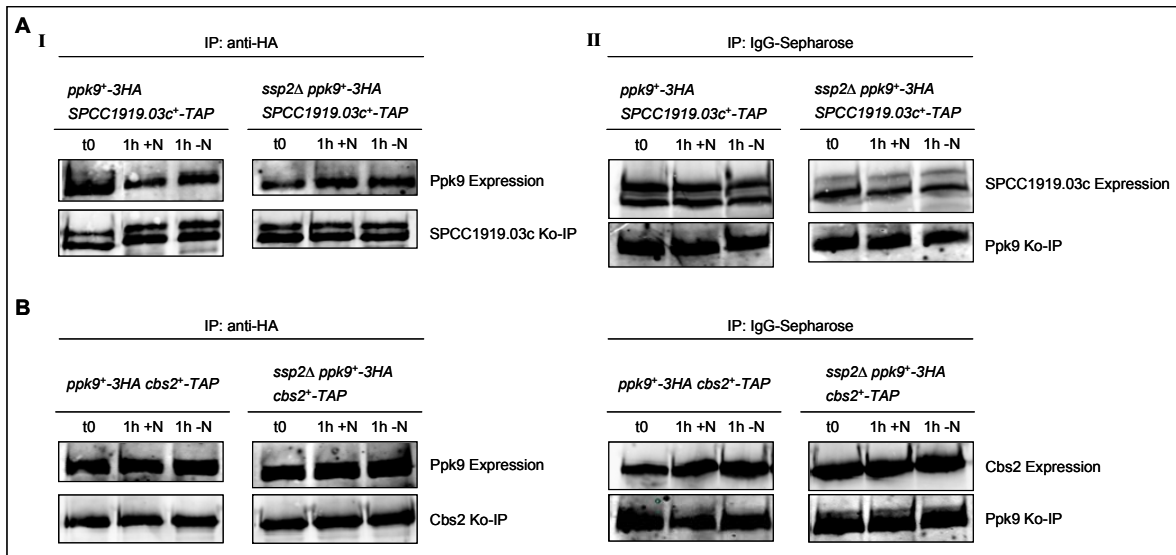 A
I
IP: anti-HA
ppk9⁺-3HA
SPCC1919.03c⁺-TAP
ssp2Δ ppk9⁺-3HA
SPCC1919.03c⁺-TAP
t0 1h +N 1h -N
t0 1h +N 1h -N
Ppk9 Expression
SPCC1919.03c Ko-IP
II
IP: IgG-Sepharose
ppk9⁺-3HA
SPCC1919.03c⁺-TAP
ssp2Δ ppk9⁺-3HA
SPCC1919.03c⁺-TAP
t0 1h +N 1h -N
t0 1h +N 1h -N
SPCC1919.03c Expression
Ppk9 Ko-IP
B
IP: anti-HA
ppk9⁺-3HA cbs2⁺-TAP
ssp2Δ ppk9⁺-3HA
cbs2⁺-TAP
t0 1h +N 1h -N
t0 1h +N 1h -N
Ppk9 Expression
Cbs2 Ko-IP
IP: IgG-Sepharose
ppk9⁺-3HA cbs2⁺-TAP
ssp2Δ ppk9⁺-3HA
cbs2⁺-TAP
t0 1h +N 1h -N
t0 1h +N 1h -N
Cbs2 Expression
Ppk9 Ko-IP